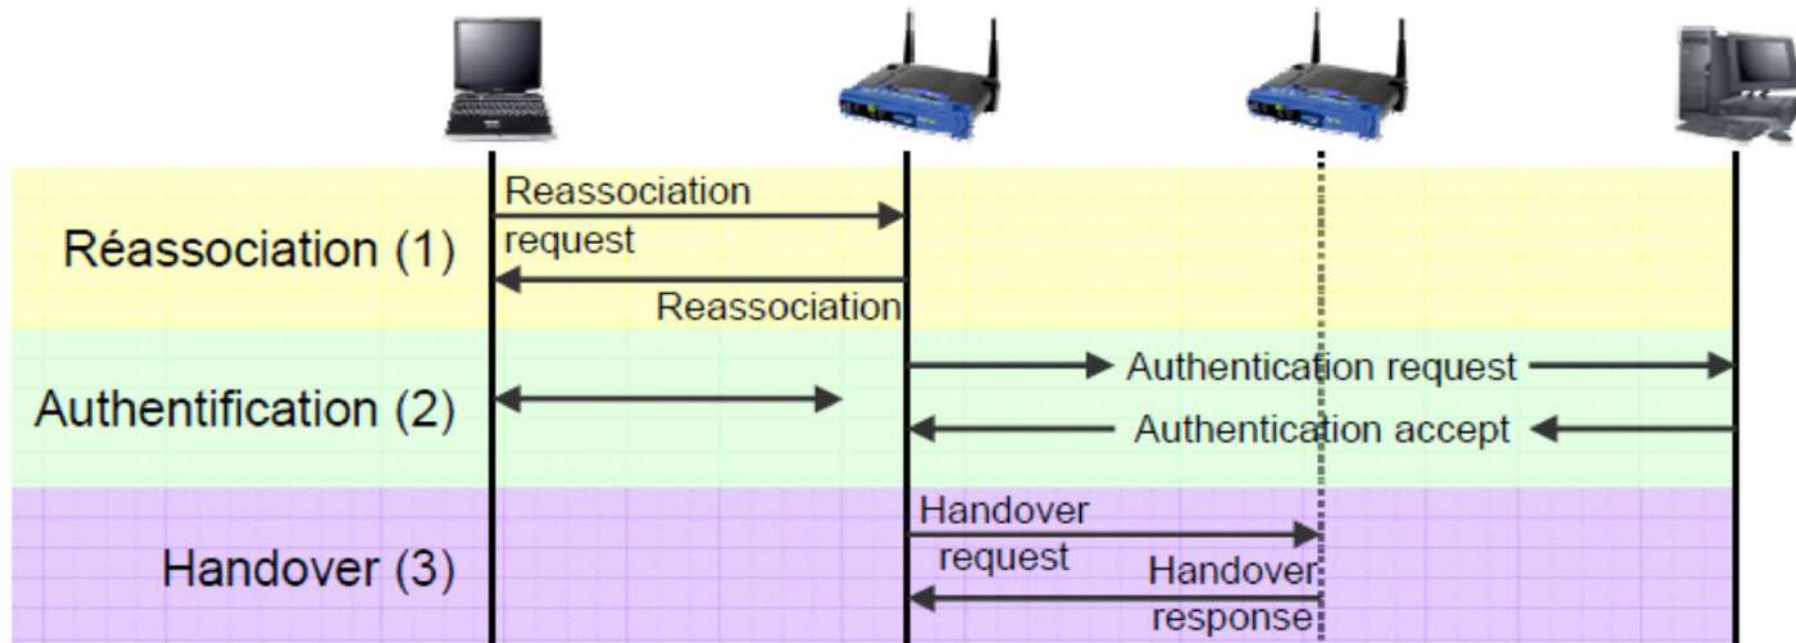 Réassociation (1)
Reassociation
request
Reassociation
Authentification (2)
Authentication request
Authentication accept
Handover (3)
Handover
request
Handover
response